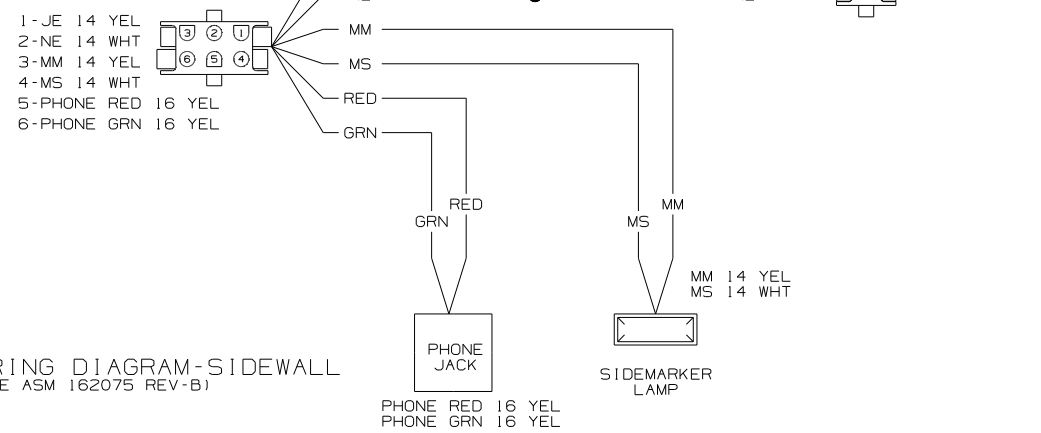 1-JE 14 YEL
2-NE 14 WHT
3-MM 14 YEL
4-MS 14 WHT
5-PHONE RED 16 YEL
6-PHONE GRN 16 YEL
3 2 1
6 5 4
MM
MS
RED
GRN
RED
GRN
MM
MS
MM 14 YEL
MS 14 WHT
PHONE
JACK
SIDEMARKER
LAMP
RING DIAGRAM-SIDEWALL
E ASM 162075 REV-B)
PHONE RED 16 YEL
PHONE GRN 16 YEL